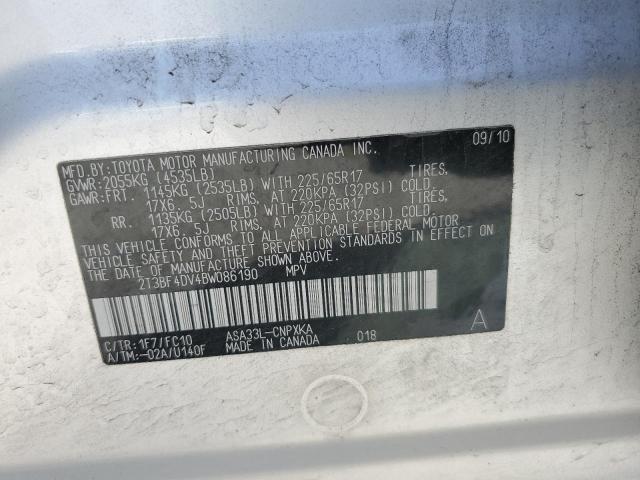 09/10
MFD.BY:TOYOTA MOTOR MANUFACTURING CANADA INC.
GVWR:2055KG (4535LB)
GAWR:FRT. 1145KG (2535LB) WITH 225/65R17 TIRES,
17X6. 5J RIMS, AT 220KPA (32PSI) COLD.
RR. 1135KG (2505LB) WITH 225/65R17 TIRES,
17X6. 5J RIMS, AT 220KPA (32PSI) COLD.
THIS VEHICLE CONFORMS TO ALL APPLICABLE FEDERAL MOTOR
VEHICLE SAFETY AND THEFT PREVENTION STANDARDS IN EFFECT ON
THE DATE OF MANUFACTURE SHOWN ABOVE.
2T3BF4DV4BW086190 MPV
C/TR:1F7/FC10 ASA33L-CNPXKA A
A/TM:-02A/U140F MADE IN CANADA 018